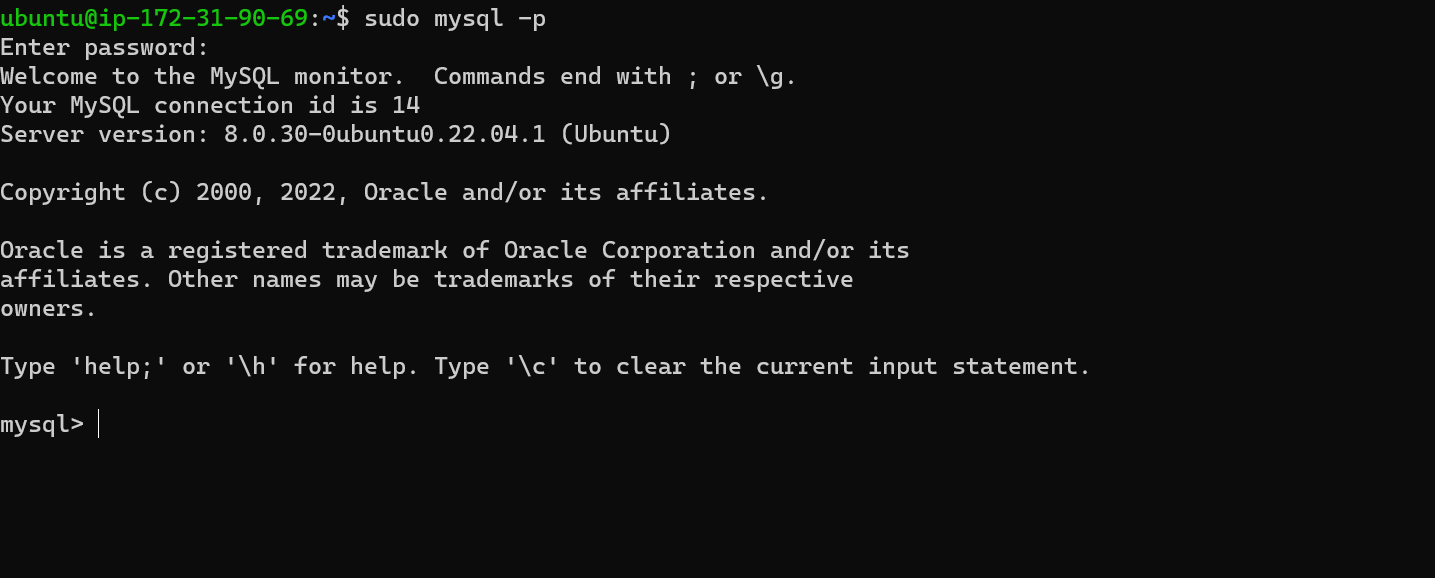 ubuntu@ip-172-31-90-69:~$ sudo mysql -p
Enter password:
Welcome to the MySQL monitor.  Commands end with ; or \g.
Your MySQL connection id is 14
Server version: 8.0.30-0ubuntu0.22.04.1 (Ubuntu)
Copyright (c) 2000, 2022, Oracle and/or its affiliates.
Oracle is a registered trademark of Oracle Corporation and/or its
affiliates. Other names may be trademarks of their respective
owners.
Type 'help;' or '\h' for help. Type '\c' to clear the current input statement.
mysql>